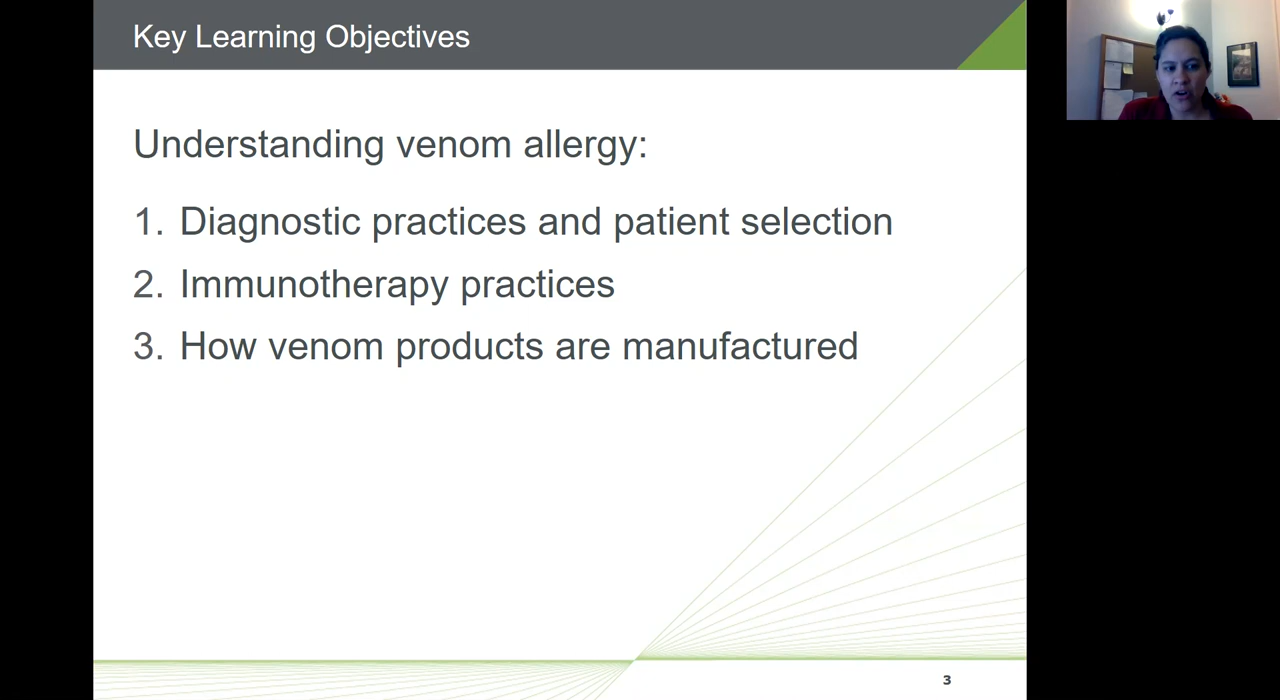 Key Learning Objectives
Understanding venom allergy:
1. Diagnostic practices and patient selection
2. Immunotherapy practices
3. How venom products are manufactured
3